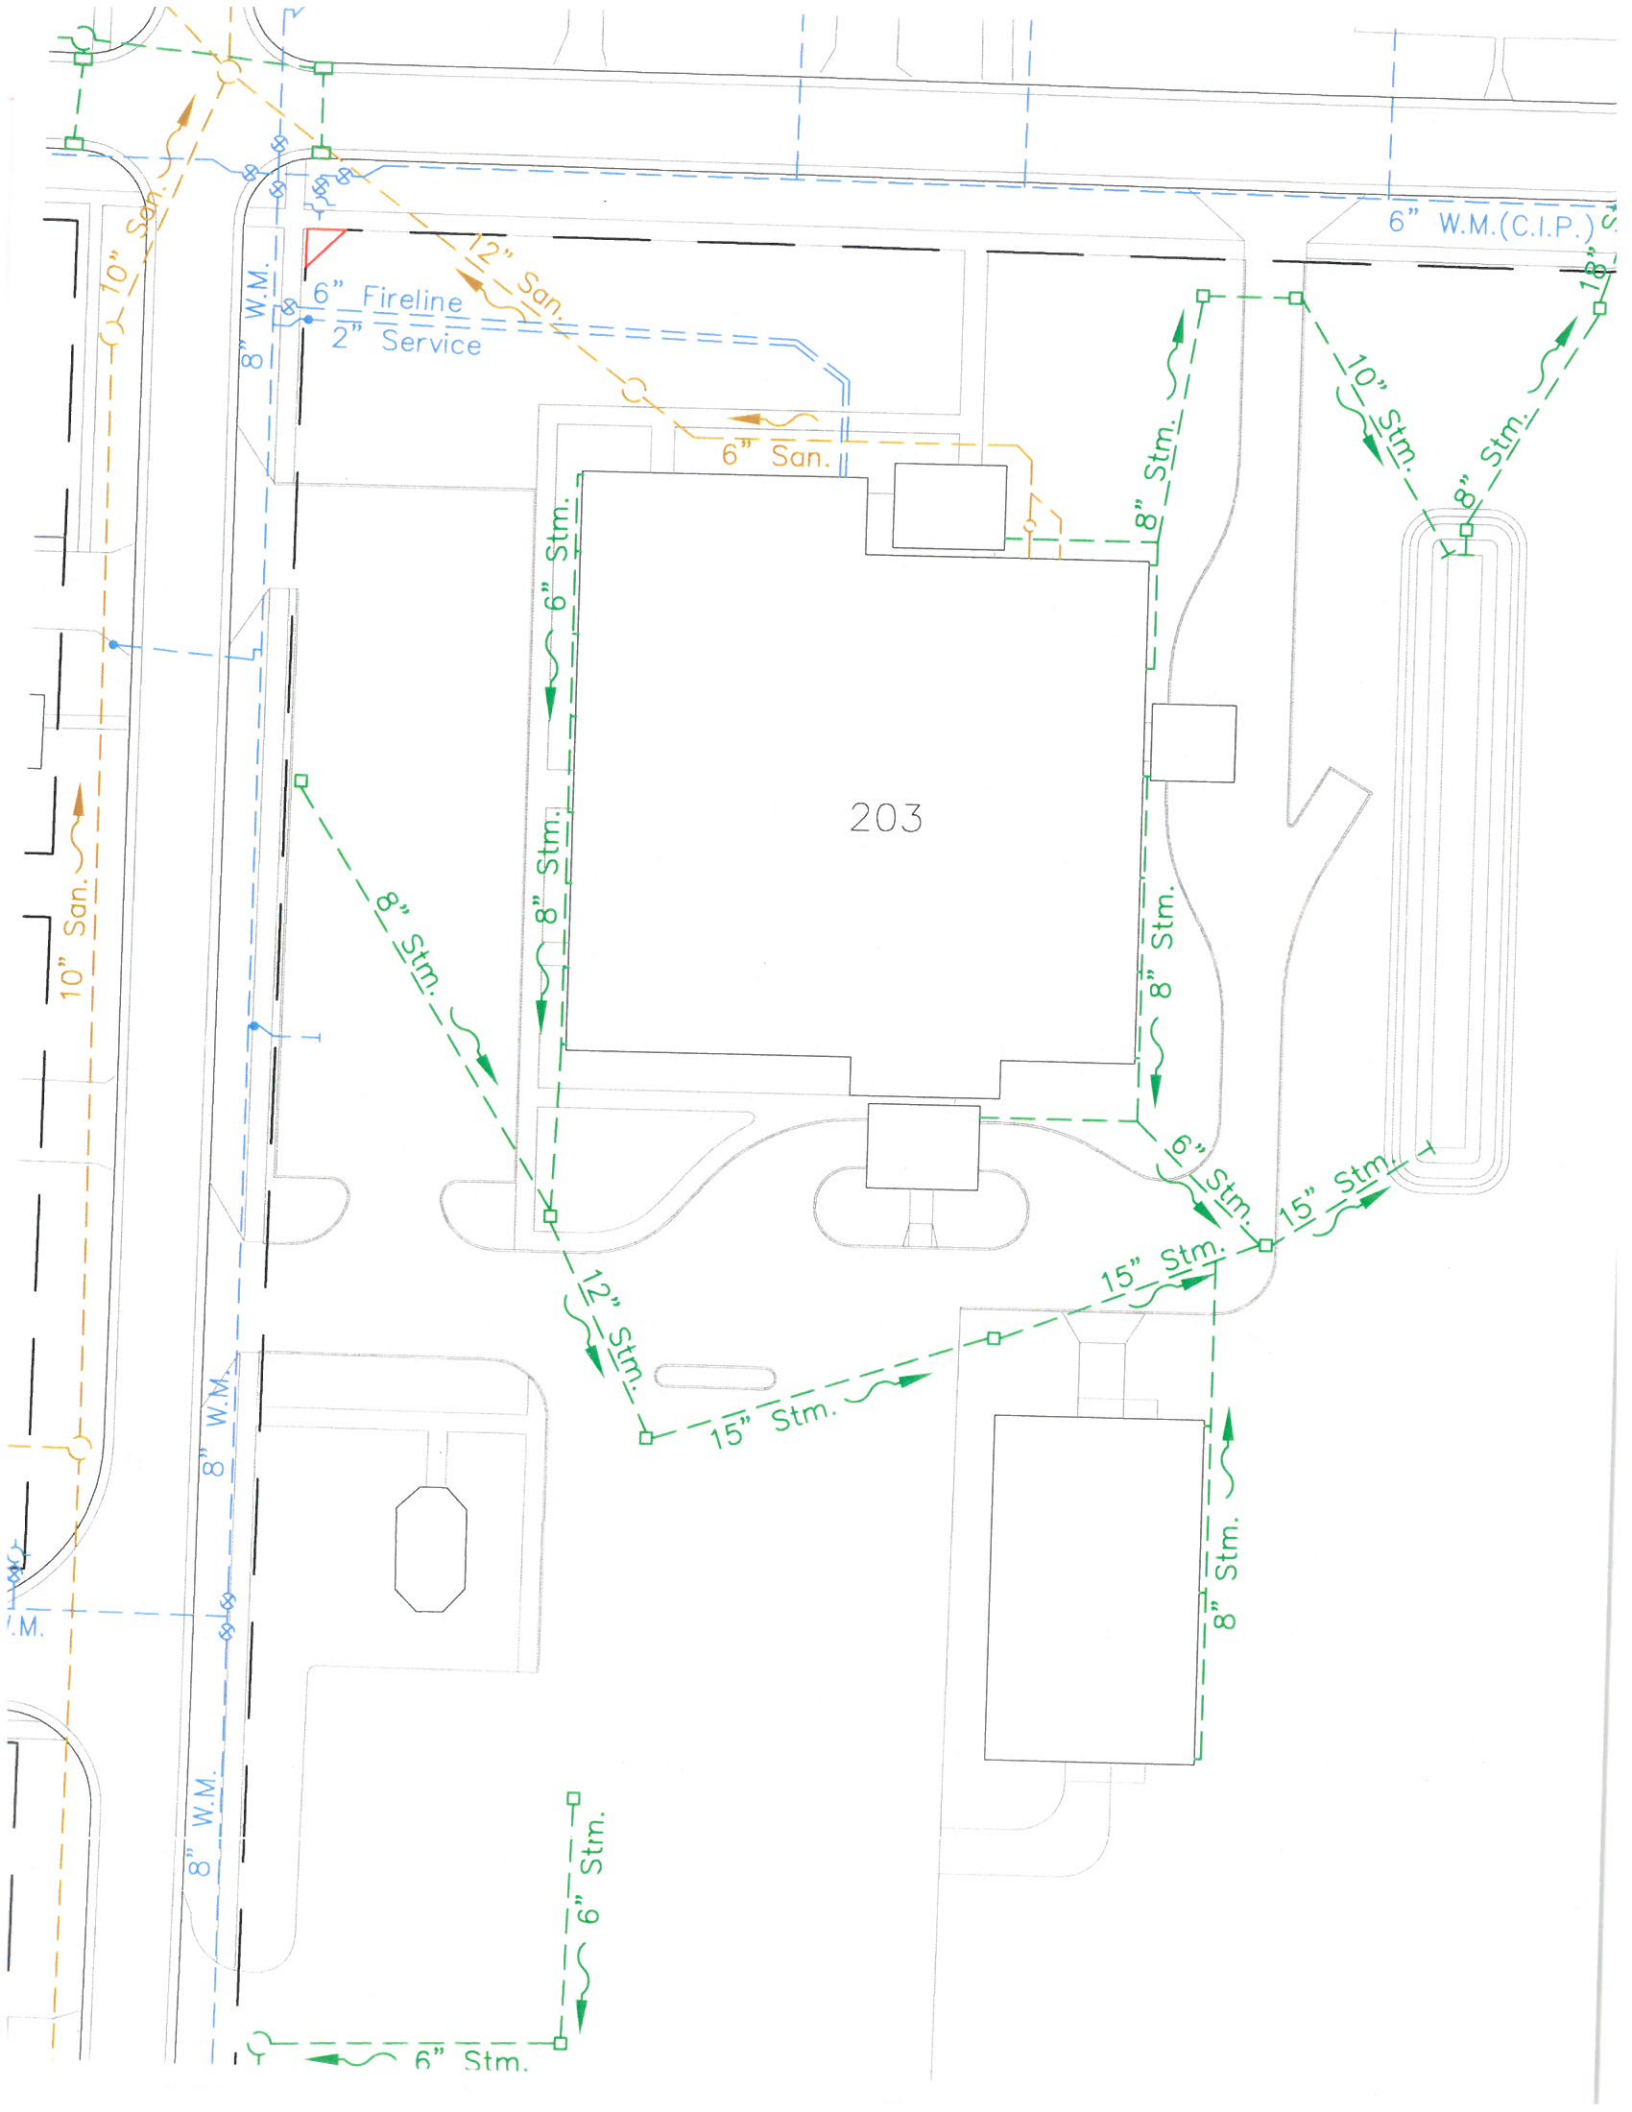 10” San.
12” San.
6” W.M.(C.I.P.)
18” S
8” W.M.
6” Fireline
2” Service
6” San.
8” Stm.
10” Stm.
8” Stm.
6” Stm.
203
8” Stm.
8” Stm.
8” Stm.
10” San.
6” Stm.
15” Stm.
15” Stm.
12” Stm.
15” Stm.
8” W.M.
8” Stm.
.M.
8” W.M.
6” Stm.
6” Stm.